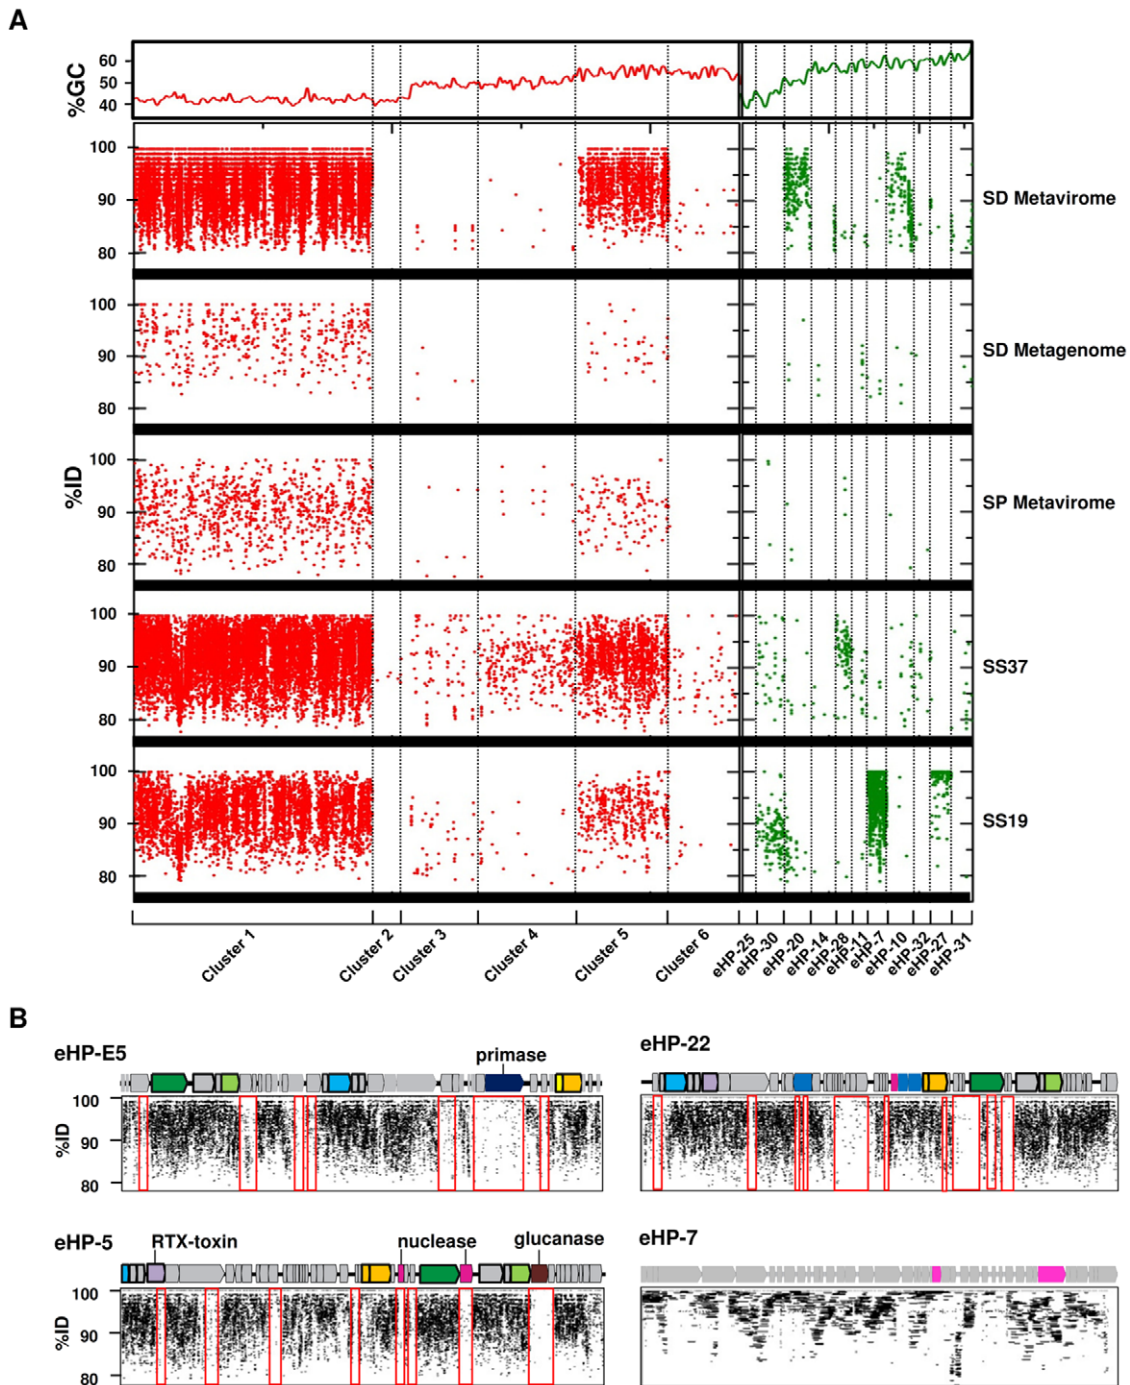 A
%GC
60
50
40
100
90
80
SD Metavirome
100
90
80
SD Metagenome
%ID
100
90
80
SP Metavirome
100
90
80
SS37
100
90
80
SS19
Cluster 1
Cluster 2
Cluster 3
Cluster 4
Cluster 5
Cluster 6
eHP-25
eHP-30
eHP-20
eHP-14
eHP-28
eHP-11
eHP-7
eHP-10
eHP-32
eHP-27
eHP-31
B
eHP-E5
primase
%ID
100
90
80
eHP-22
eHP-5
RTX-toxin
nuclease
glucanase
%ID
100
90
80
eHP-7